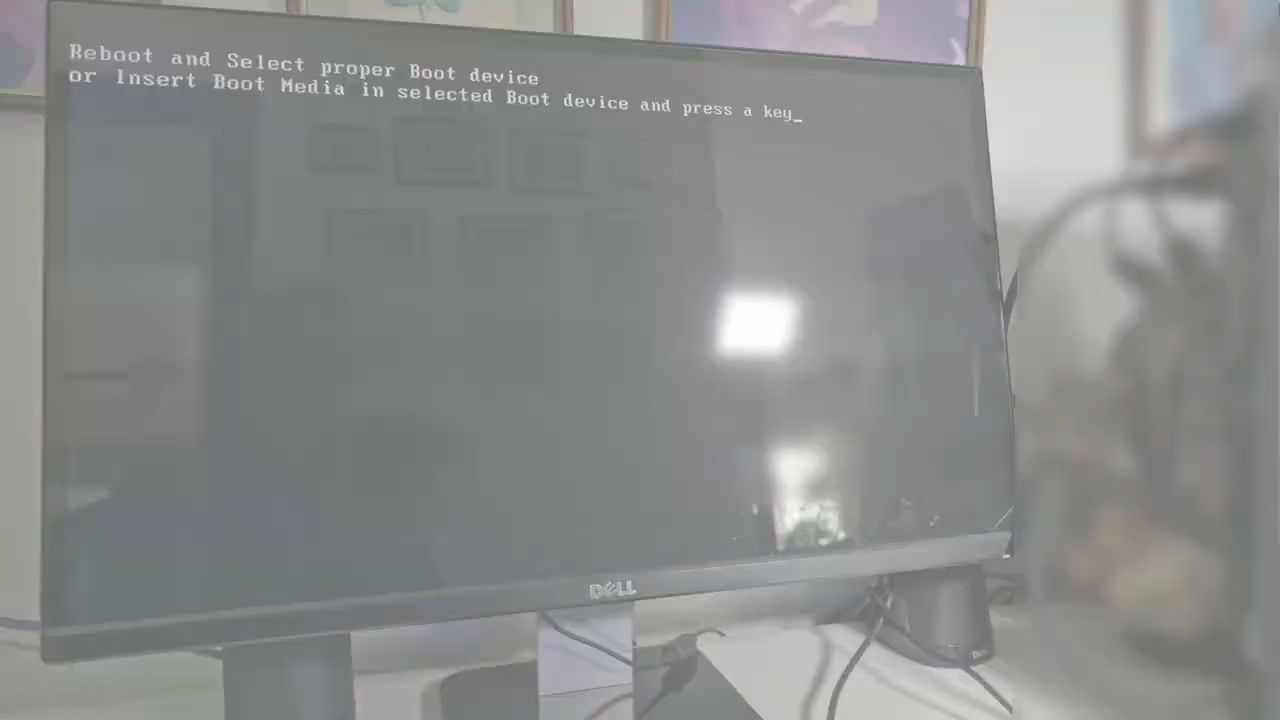 Reboot and Select proper Boot device
or Insert Boot Media in selected Boot device and press a key_
DELL